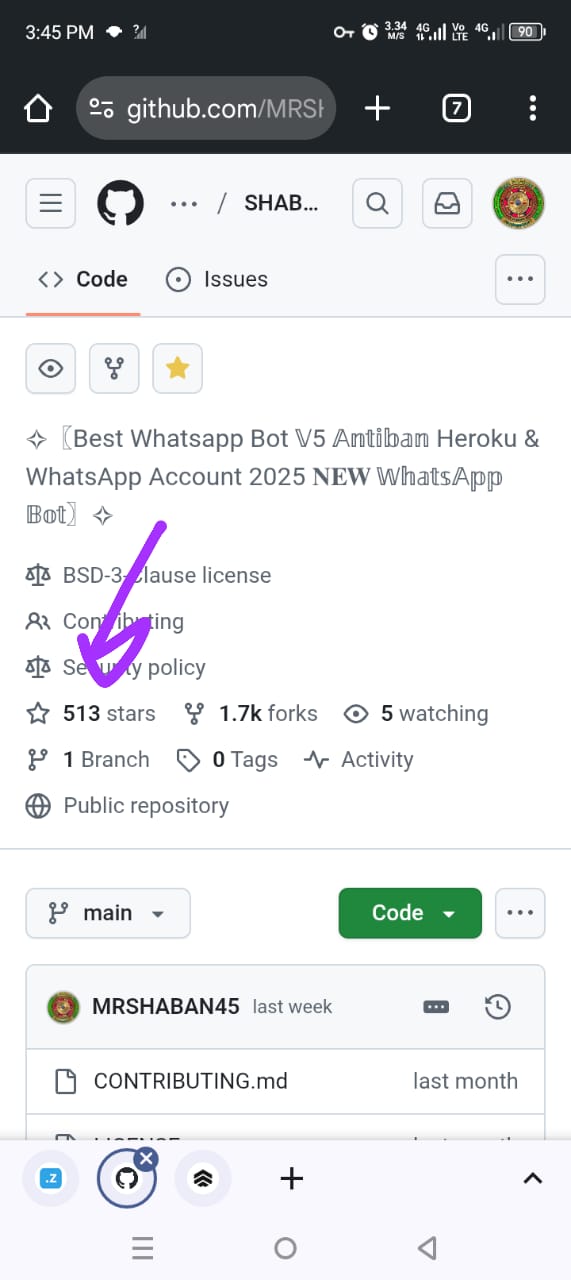 3:45 PM
3.34 M/S 4G Vo LTE 4G 90
github.com/MRSH
7
... / SHAB...
Code Issues
✧〖Best Whatsapp Bot 𝕍5 𝔸𝕟𝕥𝕚𝕓𝕒𝕟 Heroku &
WhatsApp Account 2025 𝐍𝐄𝐖 𝕎𝕙𝕒𝕥𝕤𝔸𝕡𝕡
𝔹𝕠𝕥〗✧
BSD-3-Clause license
Contributing
Security policy
513 stars 1.7k forks 5 watching
1 Branch 0 Tags Activity
Public repository
main Code
MRSHABAN45 last week
CONTRIBUTING.md last month
LICENSE last month
.z